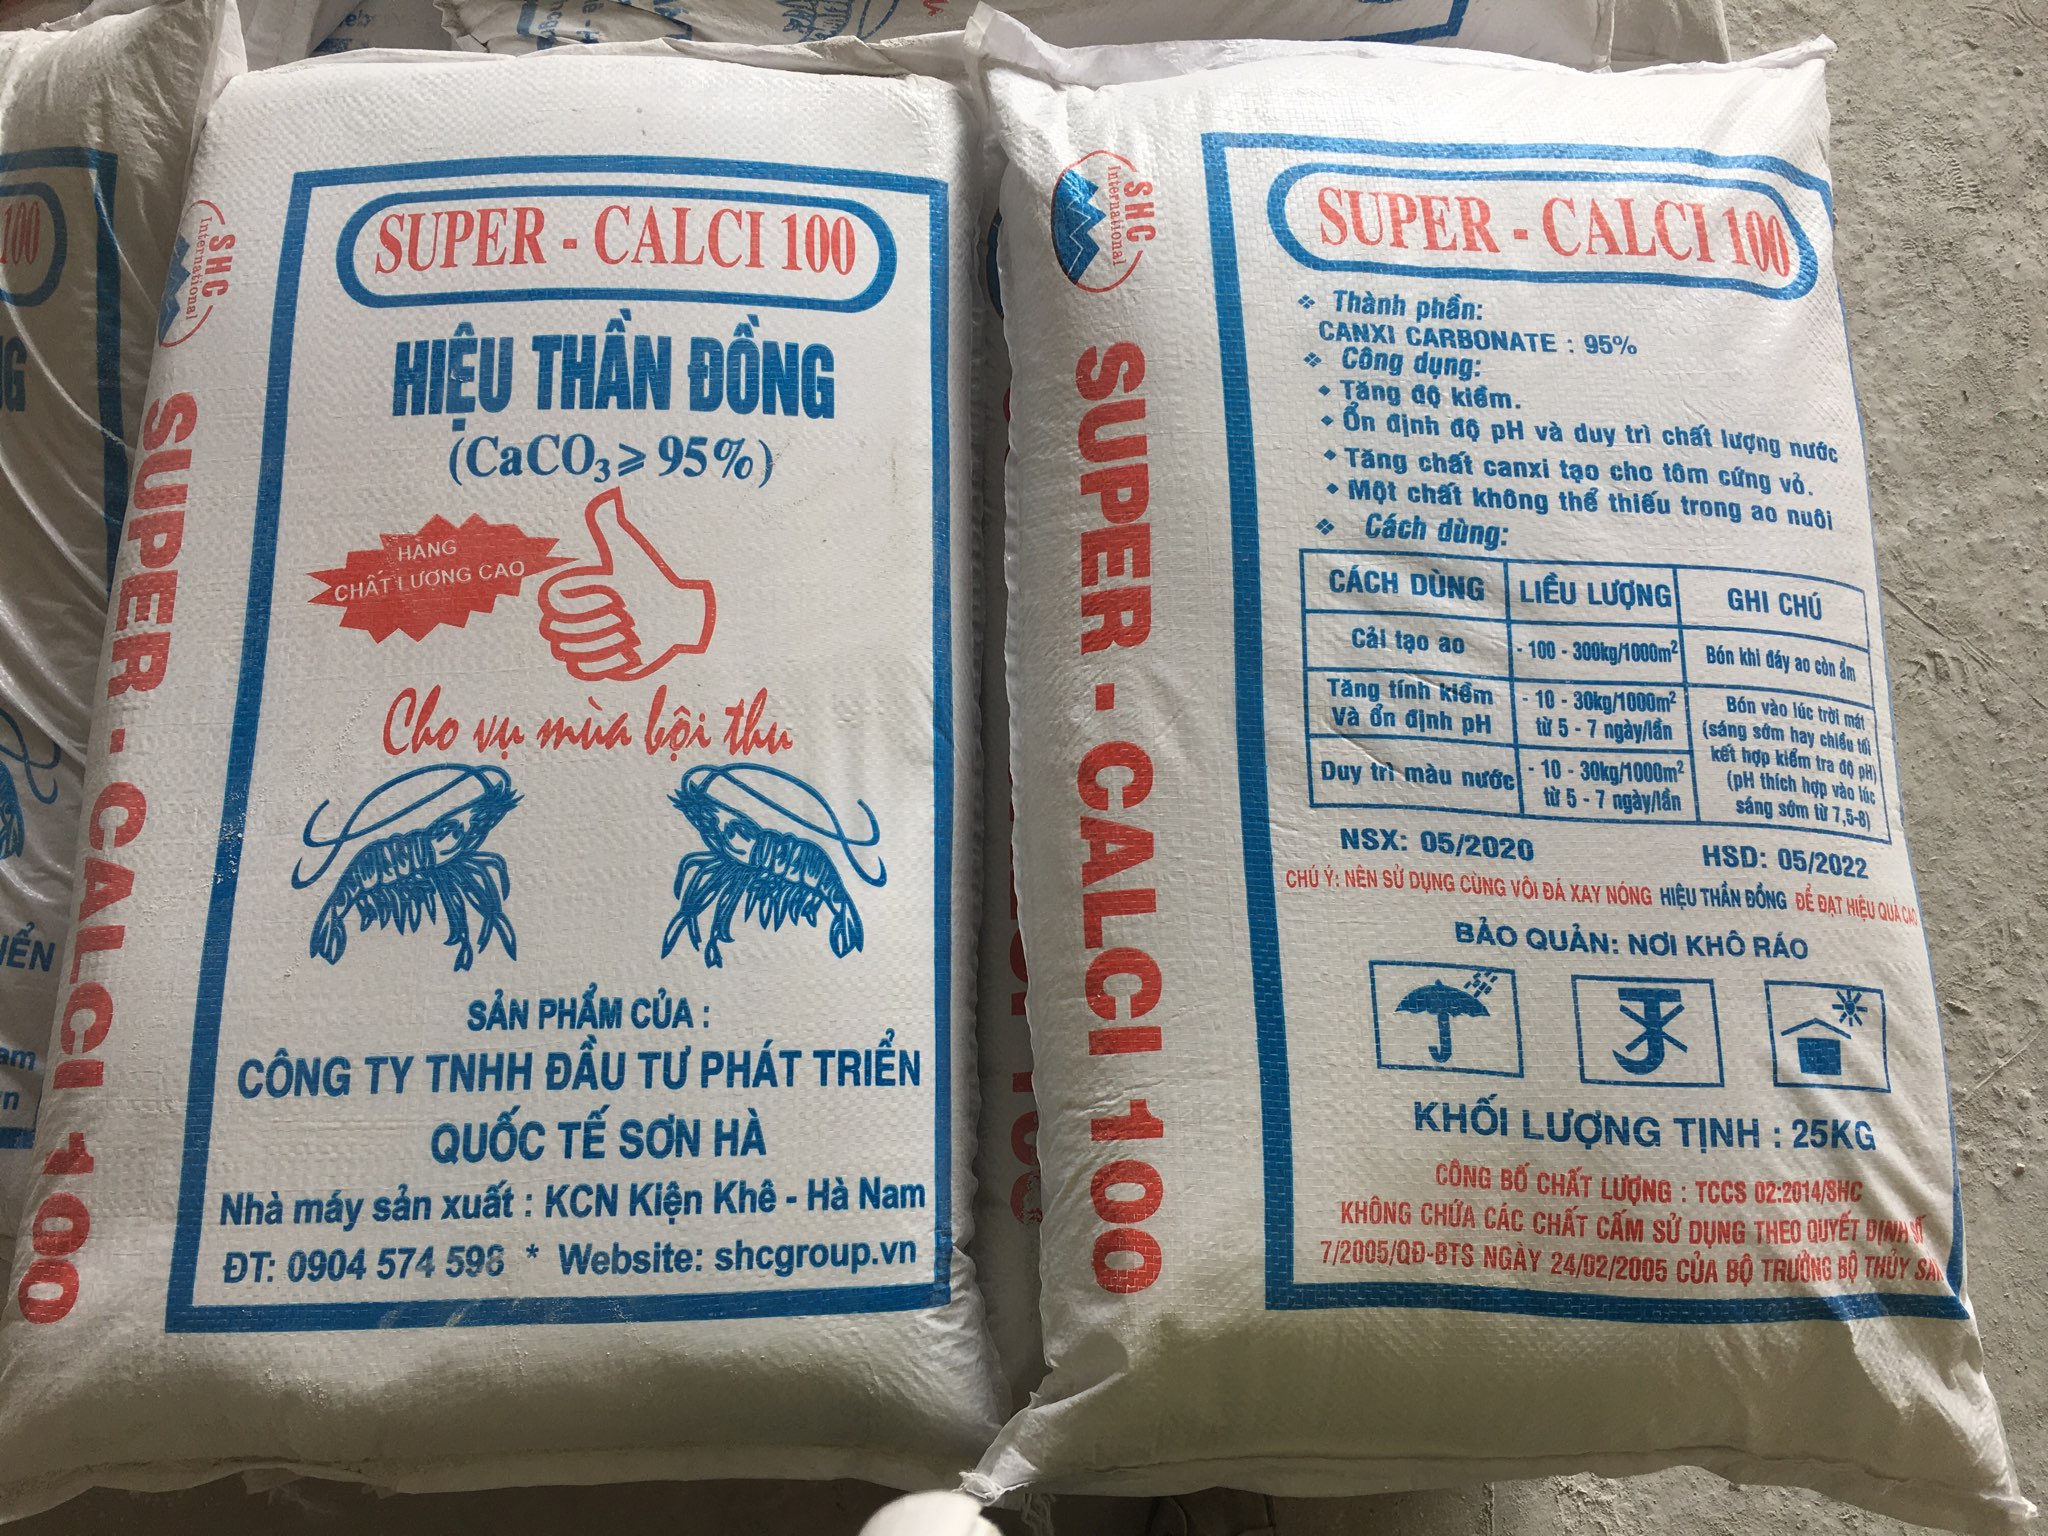 SHC
International
SUPER - CALCI 100
SUPER - CALCI 100
HIỆU THẦN ĐỒNG
(CaCO₃ ⩾ 95%)
HÀNG
CHẤT LƯỢNG CAO
Cho vụ mùa bội thu
SẢN PHẨM CỦA :
CÔNG TY TNHH ĐẦU TƯ PHÁT TRIỂN
QUỐC TẾ SƠN HÀ
Nhà máy sản xuất : KCN Kiện Khê - Hà Nam
ĐT: 0904 574 598 * Website: shcgroup.vn
SHC
International
SUPER - CALCI 100
SUPER - CALCI 100
❖ Thành phần:
CANXI CARBONATE : 95%
❖ Công dụng:
◆ Tăng độ kiềm.
◆ Ổn định độ pH và duy trì chất lượng nước
◆ Tăng chất canxi tạo cho tôm cứng vỏ.
◆ Một chất không thể thiếu trong ao nuôi
❖ Cách dùng:
CÁCH DÙNG LIỀU LƯỢNG GHI CHÚ
Cải tạo ao - 100 - 300kg/1000m² Bón khi đáy ao còn ẩm
Tăng tính kiềm
Và ổn định pH
- 10 - 30kg/1000m²
từ 5 - 7 ngày/lần
Duy trì màu nước
- 10 - 30kg/1000m²
từ 5 - 7 ngày/lần
Bón vào lúc trời mát
(sáng sớm hay chiều tối
kết hợp kiểm tra độ pH)
(pH thích hợp vào lúc
sáng sớm từ 7,5-8)
NSX: 05/2020 HSD: 05/2022
CHÚ Ý: NÊN SỬ DỤNG CÙNG VÔI ĐÁ XAY NÓNG HIỆU THẦN ĐỒNG ĐỂ ĐẠT HIỆU QUẢ CAO
BẢO QUẢN: NƠI KHÔ RÁO
KHỐI LƯỢNG TỊNH : 25KG
CÔNG BỐ CHẤT LƯỢNG : TCCS 02:2014/SHC
KHÔNG CHỨA CÁC CHẤT CẤM SỬ DỤNG THEO QUYẾT ĐỊNH SỐ
7/2005/QĐ-BTS NGÀY 24/02/2005 CỦA BỘ TRƯỞNG BỘ THỦY SẢN
100